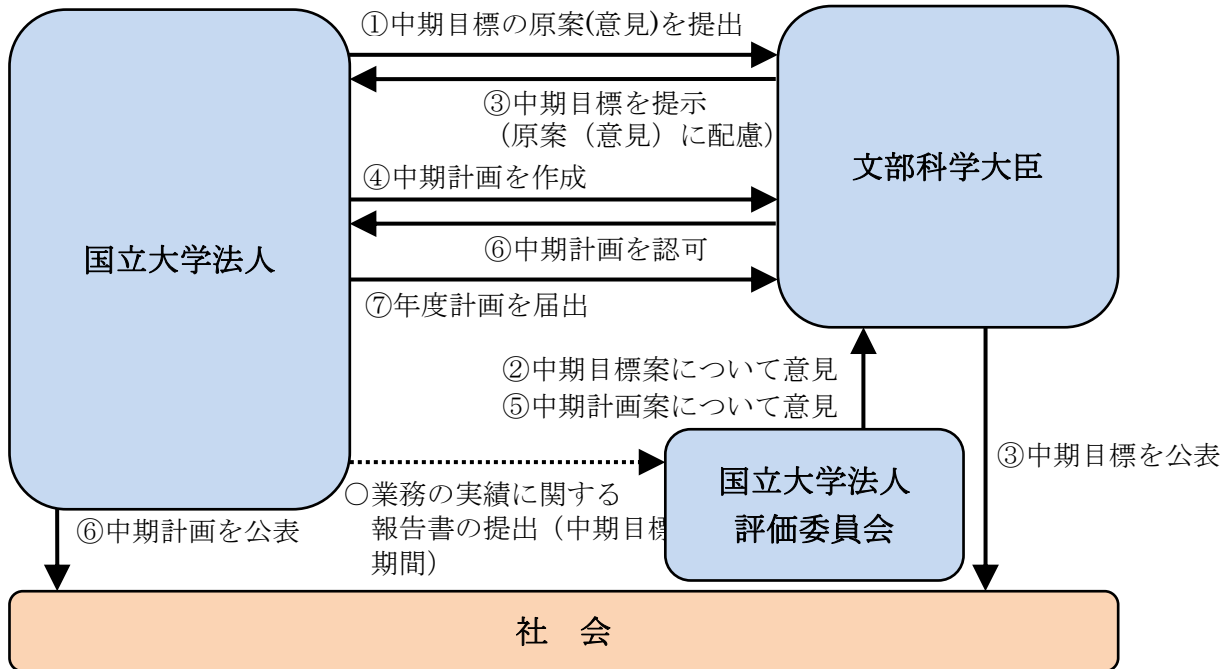 ①中期目標の原案(意見)を提出
③中期目標を提示
（原案（意見）に配慮）
④中期計画を作成
文部科学大臣
国立大学法人
⑥中期計画を認可
⑦年度計画を届出
②中期目標案について意見
⑤中期計画案について意見
③中期目標を公表
国立大学法人
評価委員会
○業務の実績に関する
報告書の提出（中期目標
期間）
⑥中期計画を公表
社　会